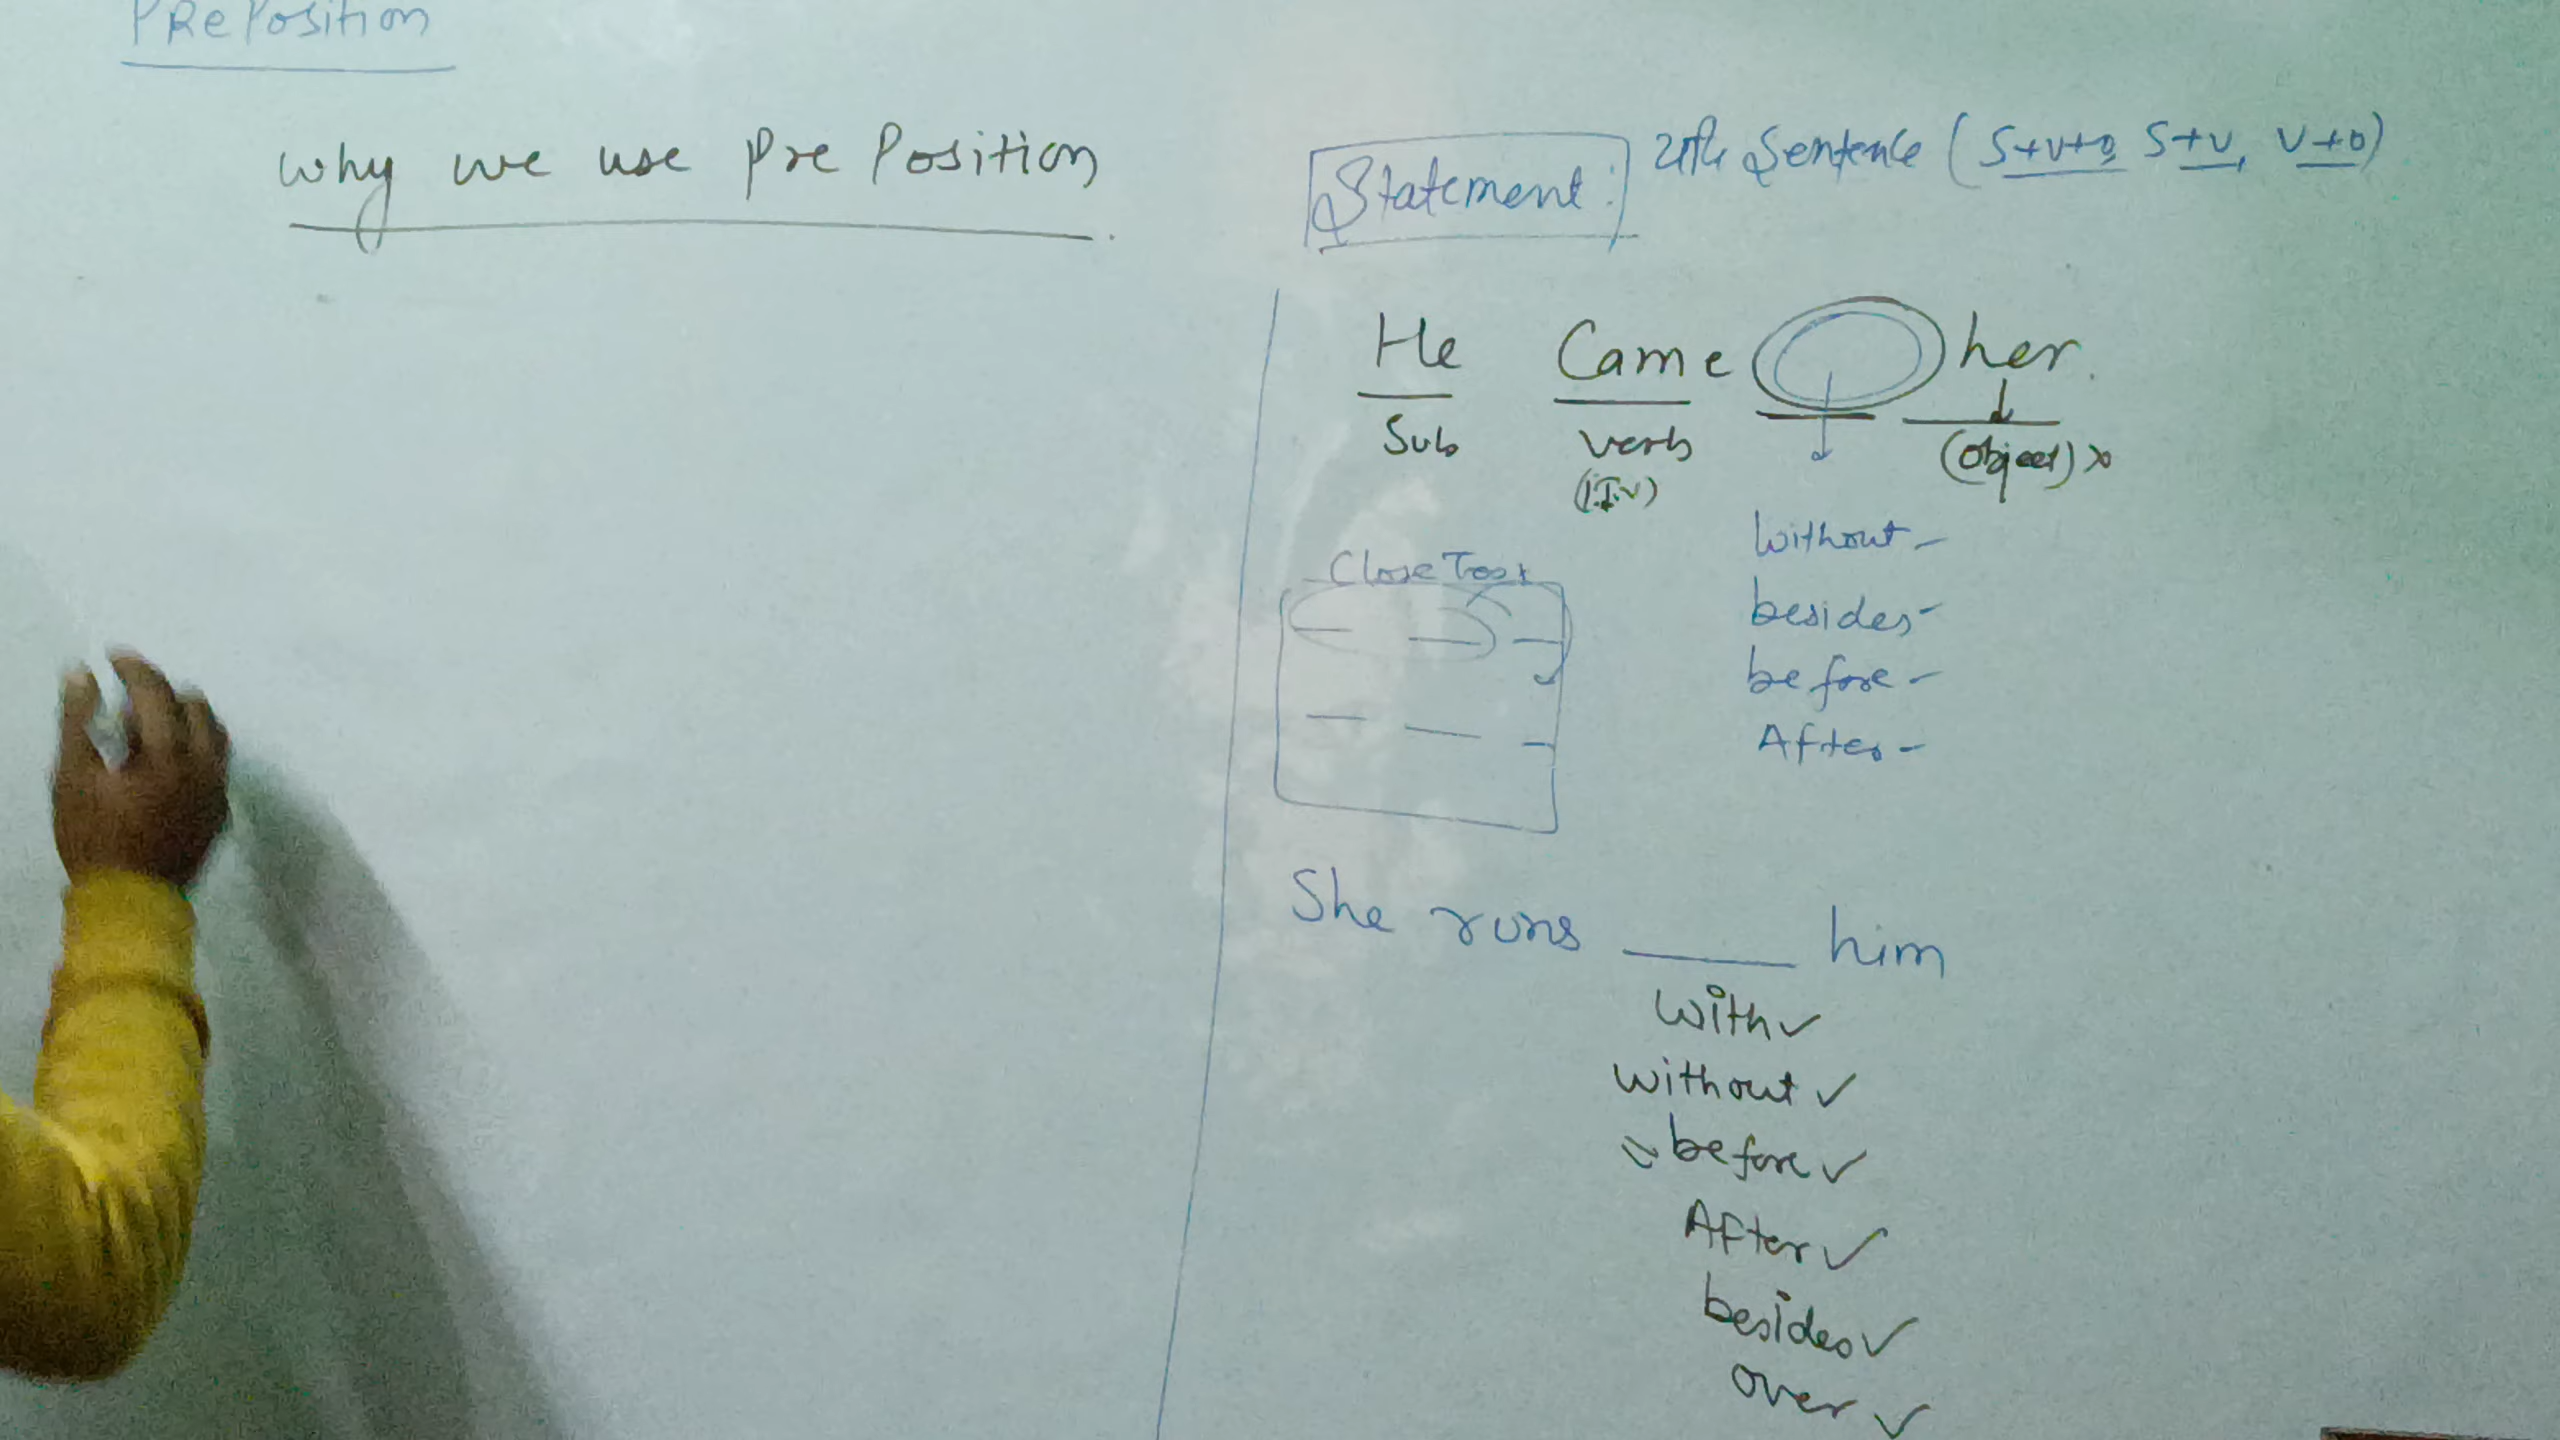 PRePosition
why we use Pre Position
Statement: Sentence ( S+V+O, S+V, V+O)
He Came her.
Sub verb (Object) x
(I.T.V)
Without -
besides -
before -
After -
Close Test
She runs ____ him
With ✓
Without ✓
before ✓
After ✓
besides ✓
over ✓